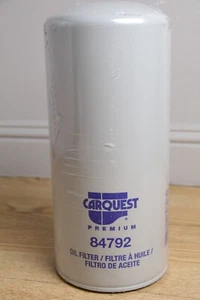 CARQUEST
PREMIUM
84792
OIL FILTER / FILTRE À HUILE /
FILTRO DE ACEITE